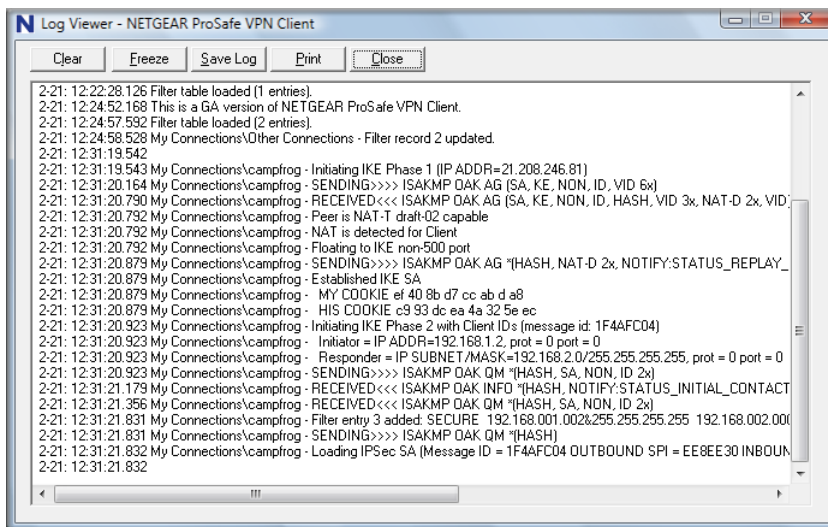 Log Viewer - NETGEAR ProSafe VPN Client
Clear Freeze Save Log Print Close
2-21: 12:22:28.126 Filter table loaded (1 entries).
2-21: 12:24:52.168 This is a GA version of NETGEAR ProSafe VPN Client.
2-21: 12:24:57.592 Filter table loaded (2 entries).
2-21: 12:24:58.528 My Connections\Other Connections - Filter record 2 updated.
2-21: 12:31:19.542
2-21: 12:31:19.543 My Connections\campfrog - Initiating IKE Phase 1 (IP ADDR=21.208.246.81)
2-21: 12:31:20.164 My Connections\campfrog - SENDING>>>> ISAKMP OAK AG (SA, KE, NON, ID, VID 6x)
2-21: 12:31:20.790 My Connections\campfrog - RECEIVED<<< ISAKMP OAK AG (SA, KE, NON, ID, HASH, VID 3x, NAT-D 2x, VID)
2-21: 12:31:20.792 My Connections\campfrog - Peer is NAT-T draft-02 capable
2-21: 12:31:20.792 My Connections\campfrog - NAT is detected for Client
2-21: 12:31:20.792 My Connections\campfrog - Floating to IKE non-500 port
2-21: 12:31:20.879 My Connections\campfrog - SENDING>>>> ISAKMP OAK AG *(HASH, NAT-D 2x, NOTIFY:STATUS_REPLAY_
2-21: 12:31:20.879 My Connections\campfrog - Established IKE SA
2-21: 12:31:20.879 My Connections\campfrog - MY COOKIE ef 40 8b d7 cc ab d a8
2-21: 12:31:20.879 My Connections\campfrog - HIS COOKIE c9 93 dc ea 4a 32 5e ec
2-21: 12:31:20.923 My Connections\campfrog - Initiating IKE Phase 2 with Client IDs (message id: 1F4AFC04)
2-21: 12:31:20.923 My Connections\campfrog - Initiator = IP ADDR=192.168.1.2, prot = 0 port = 0
2-21: 12:31:20.923 My Connections\campfrog - Responder = IP SUBNET/MASK=192.168.2.0/255.255.255.255, prot = 0 port = 0
2-21: 12:31:20.923 My Connections\campfrog - SENDING>>>> ISAKMP OAK QM *(HASH, SA, NON, ID 2x)
2-21: 12:31:21.179 My Connections\campfrog - RECEIVED<<< ISAKMP OAK INFO *(HASH, NOTIFY:STATUS_INITIAL_CONTACT
2-21: 12:31:21.356 My Connections\campfrog - RECEIVED<<< ISAKMP OAK QM *(HASH, SA, NON, ID 2x)
2-21: 12:31:21.831 My Connections\campfrog - Filter entry 3 added: SECURE 192.168.001.002&255.255.255.255 192.168.002.000
2-21: 12:31:21.831 My Connections\campfrog - SENDING>>>> ISAKMP OAK QM *(HASH)
2-21: 12:31:21.832 My Connections\campfrog - Loading IPSec SA (Message ID = 1F4AFC04 OUTBOUND SPI = EE8EE30 INBOUN
2-21: 12:31:21.832